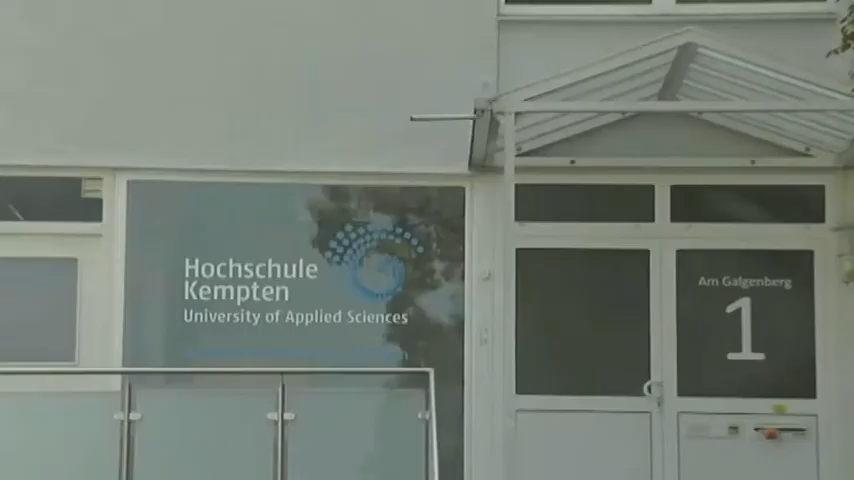 Hochschule
Kempten
University of Applied Sciences
Am Galgenberg
1